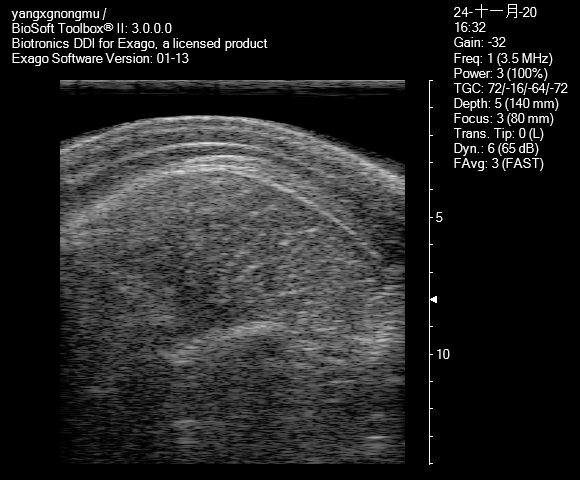 yangxgnongmu /
BioSoft Toolbox® II: 3.0.0.0
Biotronics DDI for Exago, a licensed product
Exago Software Version: 01-13
24-十一月-20
16:32
Gain: -32
Freq: 1 (3.5 MHz)
Power: 3 (100%)
TGC: 72/-16/-64/-72
Depth: 5 (140 mm)
Focus: 3 (80 mm)
Trans. Tip: 0 (L)
Dyn.: 6 (65 dB)
FAvg: 3 (FAST)
5
10